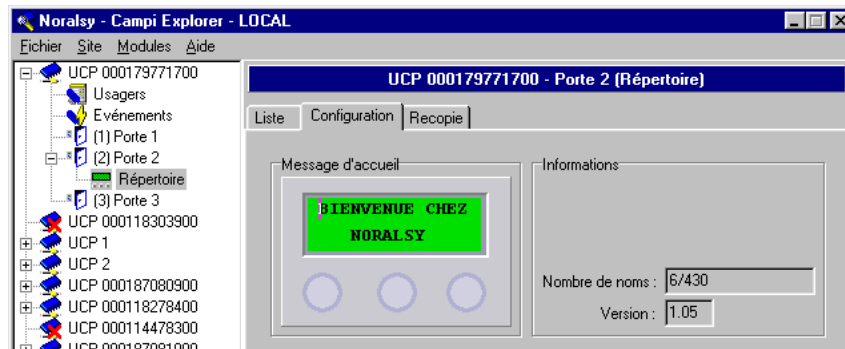 Noralsy - Campi Explorer - LOCAL
Fichier Site Modules Aide
UCP 000179771700
Usagers
Evénements
(1) Porte 1
(2) Porte 2
Répertoire
(3) Porte 3
UCP 000118303900
UCP 1
UCP 2
UCP 000187080900
UCP 000118278400
UCP 000114478300
UCP 000187081000
UCP 000179771700 - Porte 2 (Répertoire)
Liste Configuration Recopie
Message d'accueil
BIENVENUE CHEZ
NORALSY
Informations
Nombre de noms : 6/430
Version : 1.05